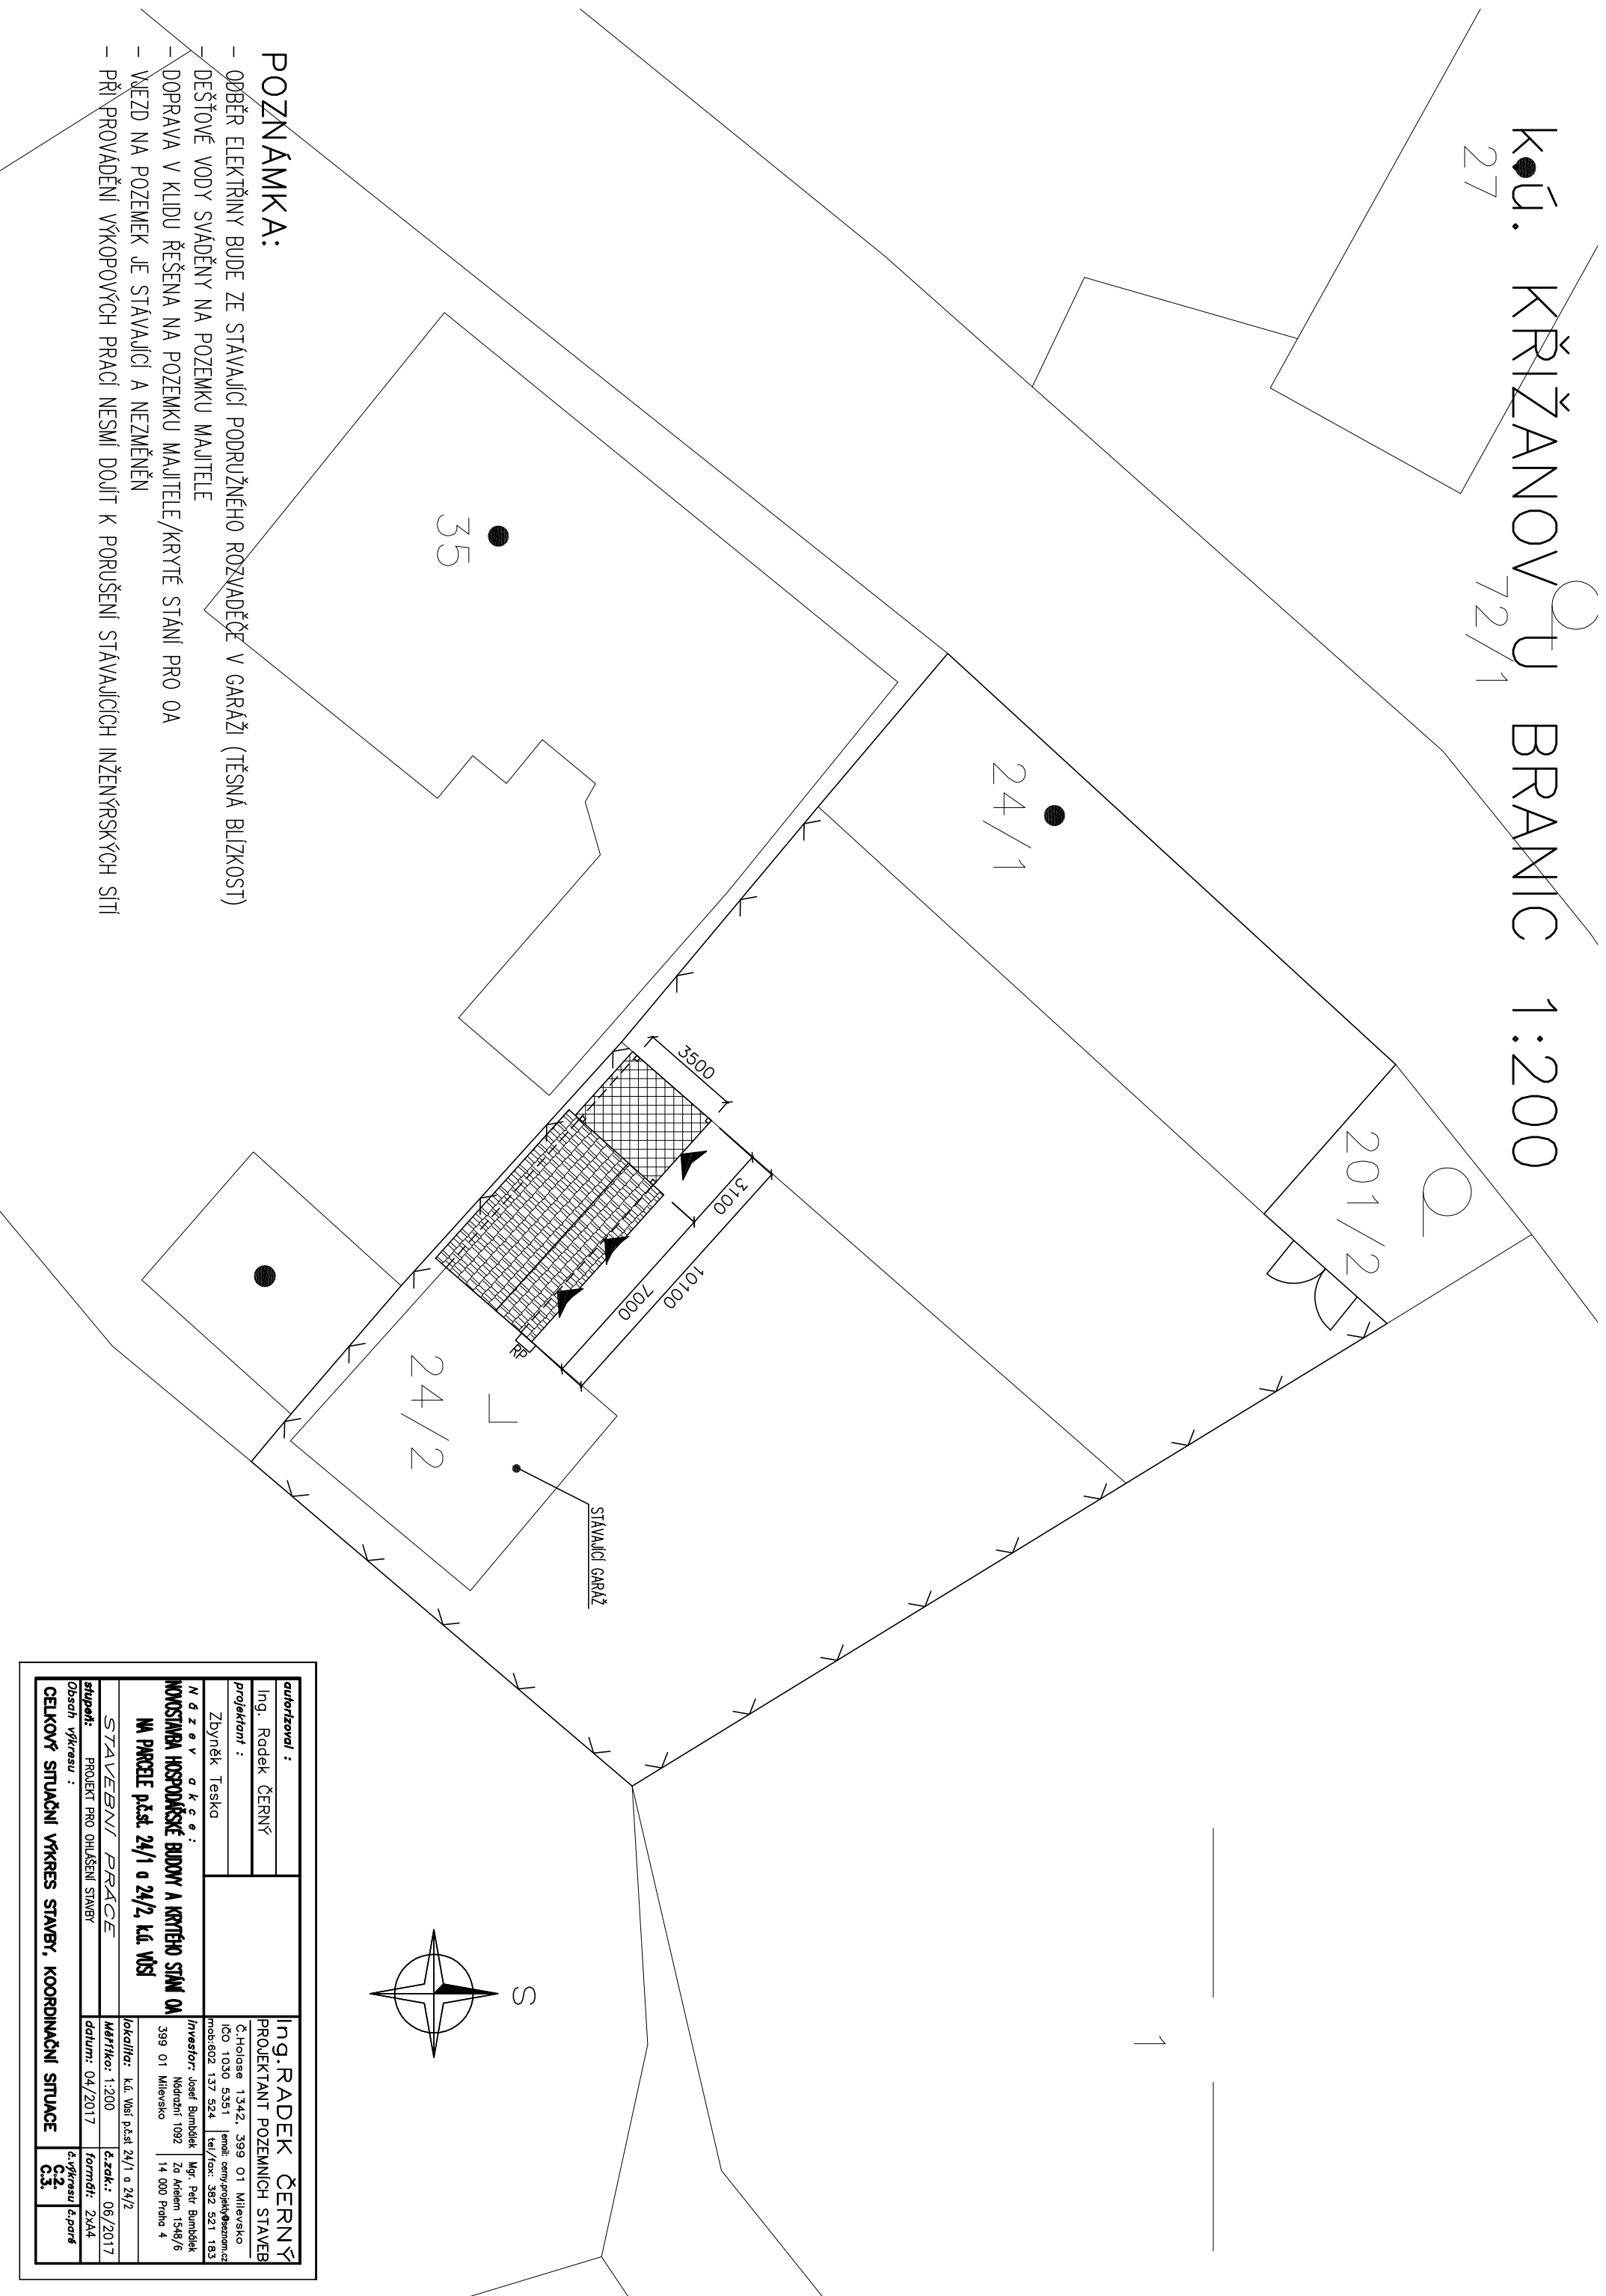 k.ú. KŘIŽANOV U BRANIC 1:200
27
72/1
201/2
24/1
35
24/2
1
S
3500
3100
7000
10100
RP
STÁVAJÍCÍ GARÁŽ
POZNÁMKA:
- ODBĚR ELEKTŘINY BUDE ZE STÁVAJÍCÍ PODRUŽNÉHO ROZVADĚČE V GARÁŽI (TĚSNÁ BLÍZKOST)
- DEŠŤOVÉ VODY SVÁDĚNY NA POZEMKU MAJITELE
- DOPRAVA V KLIDU ŘEŠENA NA POZEMKU MAJITELE/KRYTÉ STÁNÍ PRO OA
- VJEZD NA POZEMEK JE STÁVAJÍCÍ A NEZMĚNĚN
- PŘI PROVÁDĚNÍ VÝKOPOVÝCH PRACÍ NESMÍ DOJÍT K PORUŠENÍ STÁVAJÍCÍCH INŽENÝRSKÝCH SÍTÍ
autorizoval :
Ing. Radek ČERNÝ
projektant :
Zbyněk Teska
Ing.RADEK ČERNÝ
PROJEKTANT POZEMNÍCH STAVEB
Č.Holase 1342, 399 01 Milevsko
IČO 1030 5351 email: cerny.projekty@seznam.cz
mob:602 137 524 tel/fax: 382 521 183
Název akce:
NOVOSTAVBA HOSPODÁŘSKÉ BUDOVY A KRYTÉHO STÁNÍ OA
NA PARCELE p.č.st. 24/1 a 24/2, k.ú. VŮSÍ
investor: Josef Bumbálek Mgr. Petr Bumbálek
Nádražní 1092 Za Arielem 1548/6
399 01 Milevsko 14 000 Praha 4
lokalita: k.ú. Vůsí p.č.st 24/1 a 24/2
STAVEBNÍ PRÁCE
Měřítko: 1:200 č.zak.: 06/2017
stupeň: PROJEKT PRO OHLÁŠENÍ STAVBY
datum: 04/2017 formát: 2xA4
Obsah výkresu :
CELKOVÝ SITUAČNÍ VÝKRES STAVBY, KOORDINAČNÍ SITUACE
č.výkresu č.paré
C.2.
C.3.